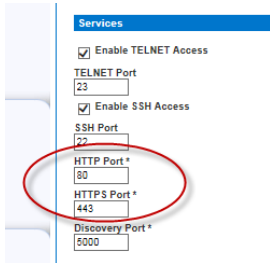 Services
Enable TELNET Access
TELNET Port
23
Enable SSH Access
SSH Port
22
HTTP Port *
80
HTTPS Port *
443
Discovery Port *
5000